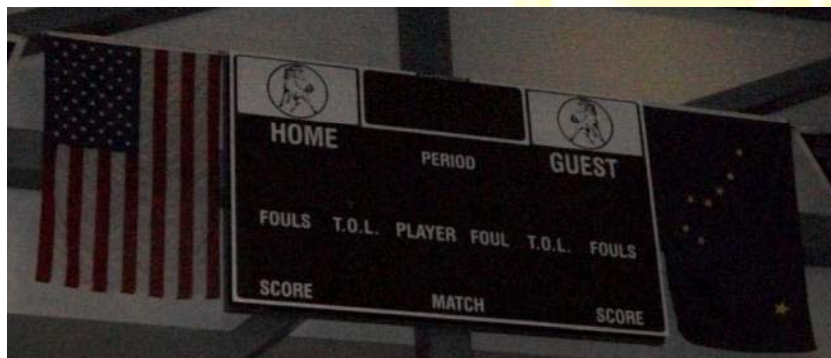 HOME GUEST
PERIOD
FOULS T.O.L. PLAYER FOUL T.O.L. FOULS
SCORE MATCH SCORE